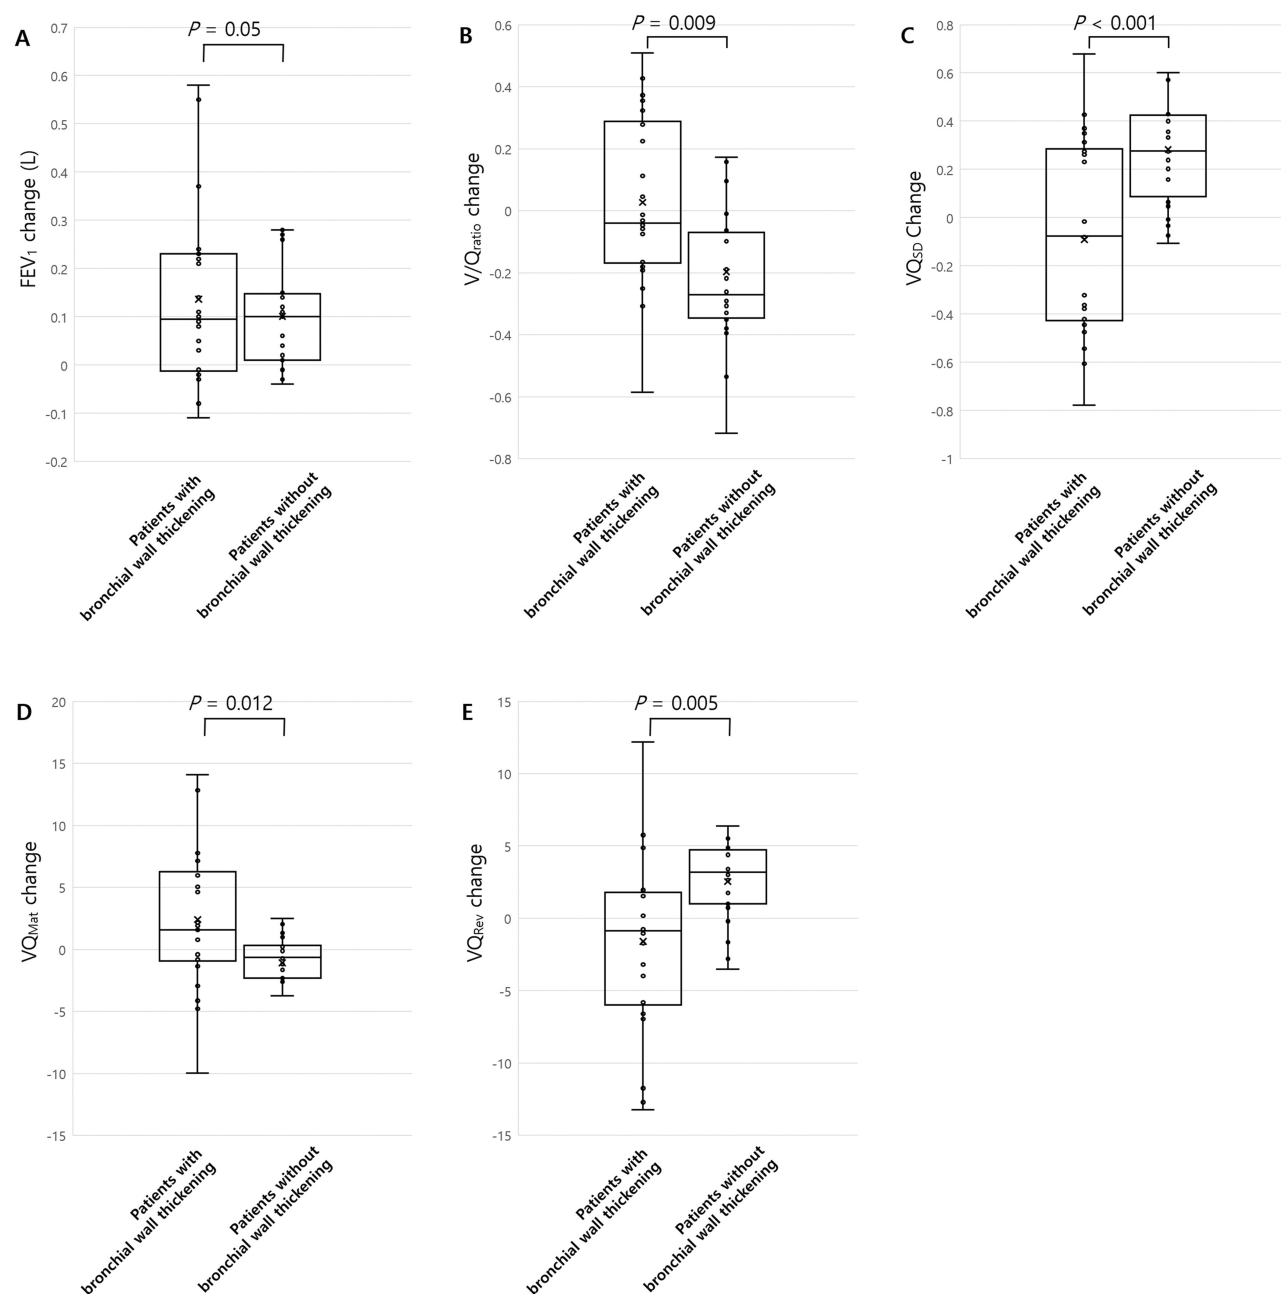 A
P = 0.05
FEV1 change (L)
0.7
0.6
0.5
0.4
0.3
0.2
0.1
0
-0.1
-0.2
Patients with
bronchial wall thickening
Patients without
bronchial wall thickening
B
P = 0.009
V/Qratio change
0.6
0.4
0.2
0
-0.2
-0.4
-0.6
-0.8
Patients with
bronchial wall thickening
Patients without
bronchial wall thickening
C
P < 0.001
VQSD Change
0.8
0.6
0.4
0.2
0
-0.2
-0.4
-0.6
-0.8
-1
Patients with
bronchial wall thickening
Patients without
bronchial wall thickening
D
P = 0.012
VQMat change
20
15
10
5
0
-5
-10
-15
Patients with
bronchial wall thickening
Patients without
bronchial wall thickening
E
P = 0.005
VQRev change
15
10
5
0
-5
-10
-15
Patients with
bronchial wall thickening
Patients without
bronchial wall thickening